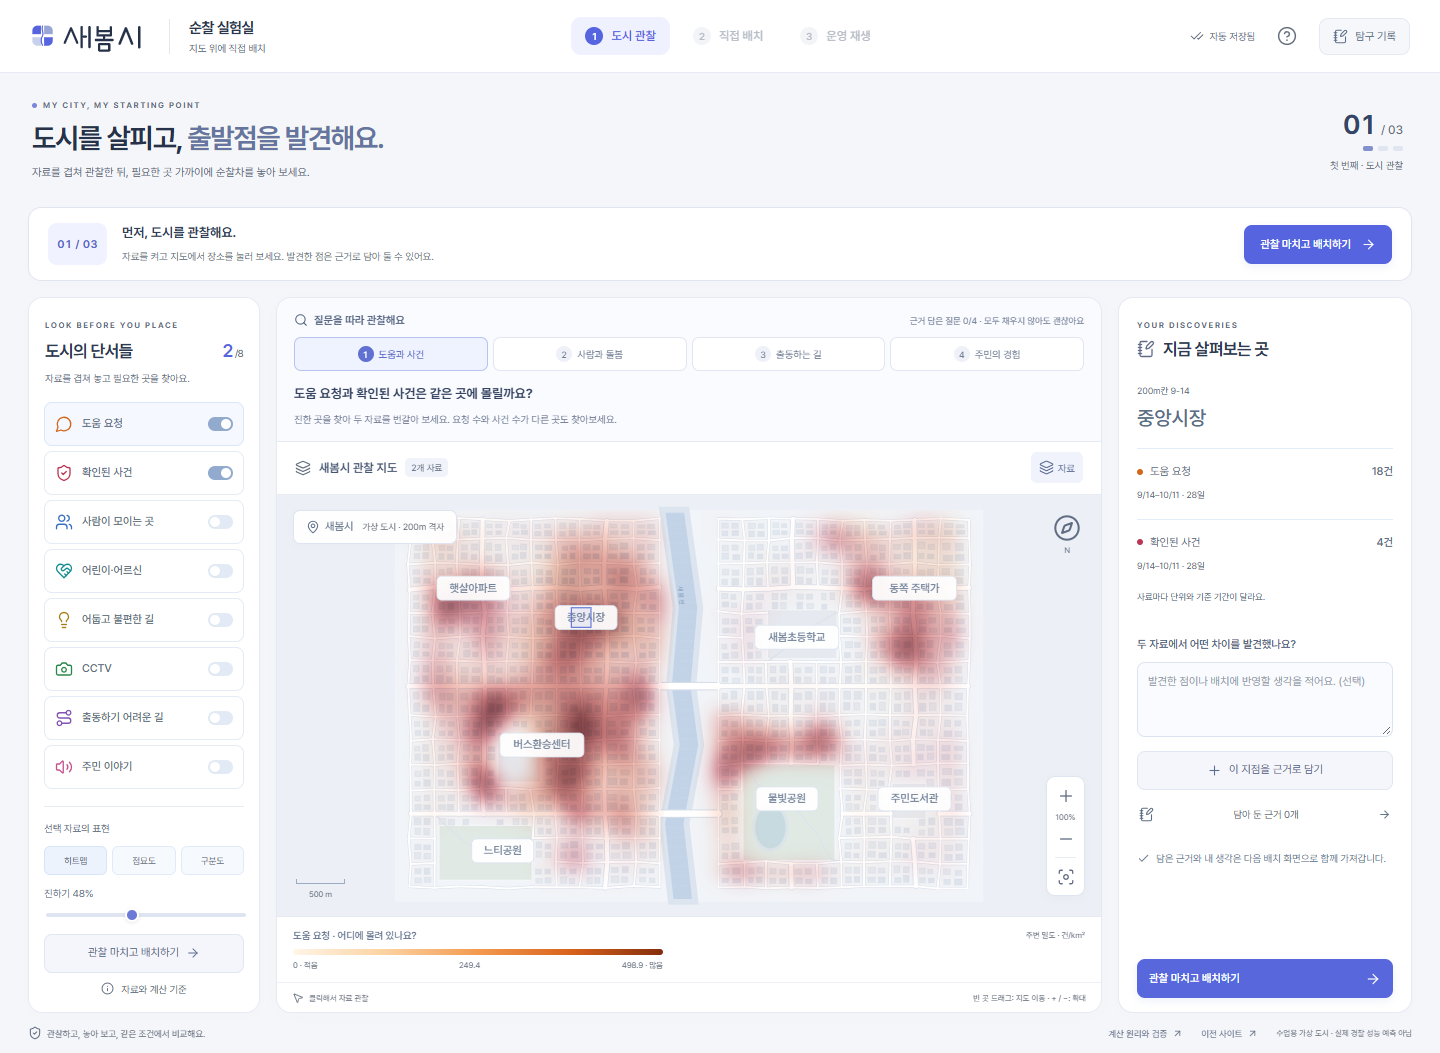 새봄시
순찰 실험실
지도 위에 직접 배치
1 도시 관찰
2 직접 배치
3 운영 재생
자동 저장됨
탐구 기록
MY CITY, MY STARTING POINT
도시를 살피고, 출발점을 발견해요.
자료를 겹쳐 관찰한 뒤, 필요한 곳 가까이에 순찰차를 놓아 보세요.
01 / 03
첫 번째 · 도시 관찰
01 / 03
먼저, 도시를 관찰해요.
자료를 켜고 지도에서 장소를 눌러 보세요. 발견한 점은 근거로 담아 둘 수 있어요.
관찰 마치고 배치하기
LOOK BEFORE YOU PLACE
도시의 단서들
2/8
자료를 겹쳐 놓고 필요한 곳을 찾아요.
도움 요청
확인된 사건
사람이 모이는 곳
어린이·어르신
어둡고 불편한 길
CCTV
출동하기 어려운 길
주민 이야기
선택 자료의 표현
히트맵
점묘도
구분도
진하기 48%
관찰 마치고 배치하기
자료와 계산 기준
질문을 따라 관찰해요
근거 담은 질문 0/4 · 모두 채우지 않아도 괜찮아요
1 도움과 사건
2 사람과 돌봄
3 출동하는 길
4 주민의 경험
도움 요청과 확인된 사건은 같은 곳에 몰릴까요?
진한 곳을 찾아 두 자료를 번갈아 보세요. 요청 수와 사건 수가 다른 곳도 찾아보세요.
새봄시 관찰 지도
2개 자료
자료
새봄시 가상 도시 · 200m 격자
N
햇살아파트
중앙시장
동쪽 주택가
새봄초등학교
버스환승센터
물빛공원
주민도서관
느티공원
100%
500 m
도움 요청 · 어디에 몰려 있나요?
주변 밀도 · 건/km²
0 · 적음
249.4
498.9 · 많음
클릭해서 자료 관찰
빈 곳 드래그: 지도 이동 · + / −: 확대
YOUR DISCOVERIES
지금 살펴보는 곳
200m칸 9-14
중앙시장
도움 요청
18건
9/14–10/11 · 28일
확인된 사건
4건
9/14–10/11 · 28일
자료마다 단위와 기준 기간이 달라요.
두 자료에서 어떤 차이를 발견했나요?
발견한 점이나 배치에 반영할 생각을 적어요. (선택)
이 지점을 근거로 담기
담아 둔 근거 0개
담은 근거와 내 생각은 다음 배치 화면으로 함께 가져갑니다.
관찰 마치고 배치하기
관찰하고, 놓아 보고, 같은 조건에서 비교해요.
계산 원리와 검증
이전 사이트
수업용 가상 도시 · 실제 경찰 성능 예측 아님